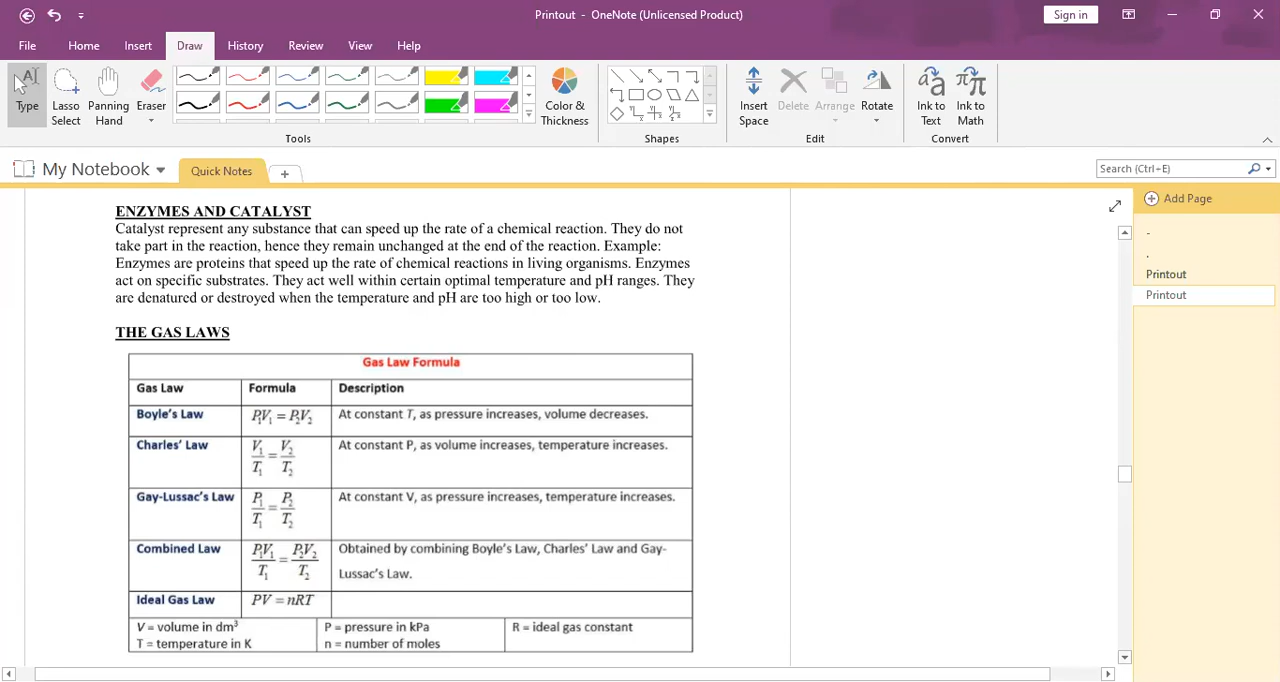 Printout - OneNote (Unlicensed Product)
Sign in
File Home Insert Draw History Review View Help
Type
Lasso Select
Panning Hand
Eraser
Color & Thickness
Insert Space
Delete
Arrange
Rotate
Ink to Text
Ink to Math
Tools
Shapes
Edit
Convert
My Notebook
Quick Notes
Search (Ctrl+E)
Add Page
-
.
Printout
Printout
ENZYMES AND CATALYST
Catalyst represent any substance that can speed up the rate of a chemical reaction. They do not
take part in the reaction, hence they remain unchanged at the end of the reaction. Example:
Enzymes are proteins that speed up the rate of chemical reactions in living organisms. Enzymes
act on specific substrates. They act well within certain optimal temperature and pH ranges. They
are denatured or destroyed when the temperature and pH are too high or too low.
THE GAS LAWS
Gas Law Formula
Gas Law Formula Description
Boyle's Law P₁V₁ = P₂V₂ At constant T, as pressure increases, volume decreases.
Charles' Law V₁/T₁ = V₂/T₂ At constant P, as volume increases, temperature increases.
Gay-Lussac's Law P₁/T₁ = P₂/T₂ At constant V, as pressure increases, temperature increases.
Combined Law P₁V₁/T₁ = P₂V₂/T₂ Obtained by combining Boyle's Law, Charles' Law and Gay-
Lussac's Law.
Ideal Gas Law PV = nRT
V = volume in dm³ P = pressure in kPa R = ideal gas constant
T = temperature in K n = number of moles